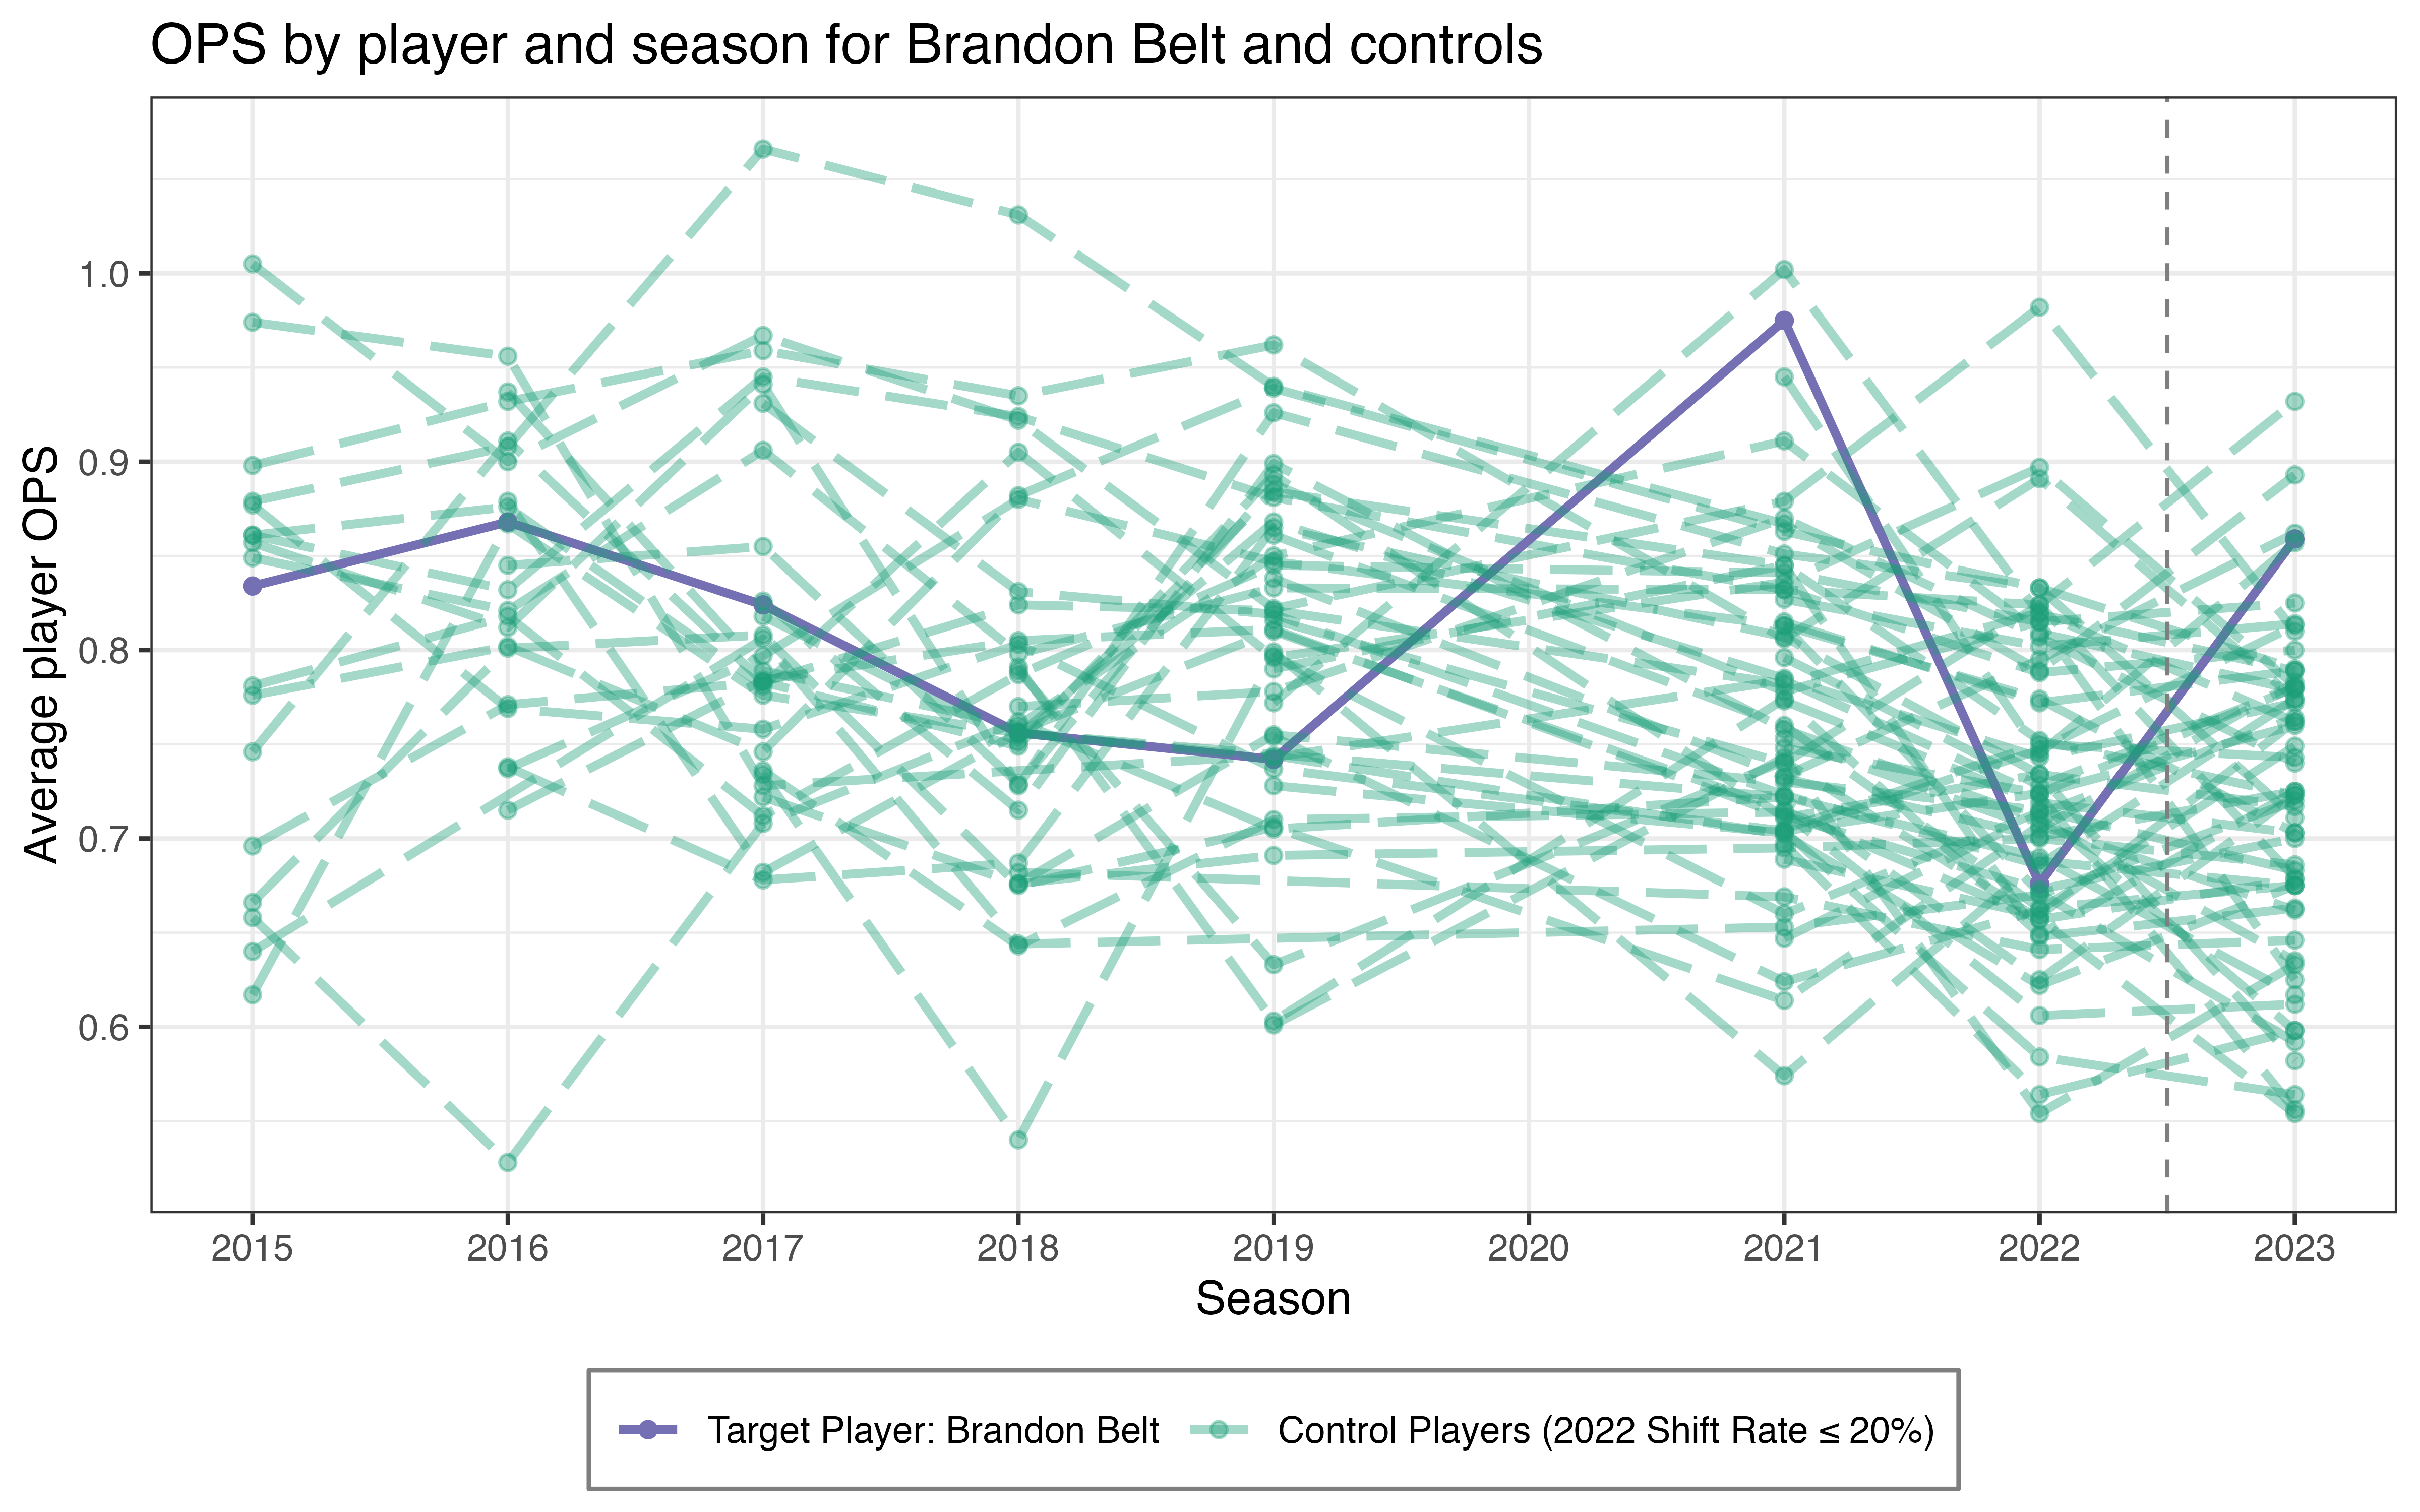 OPS by player and season for Brandon Belt and controls
Average player OPS
1.0
0.9
0.8
0.7
0.6
2015 2016 2017 2018 2019 2020 2021 2022 2023
Season
Target Player: Brandon Belt Control Players (2022 Shift Rate ≤ 20%)